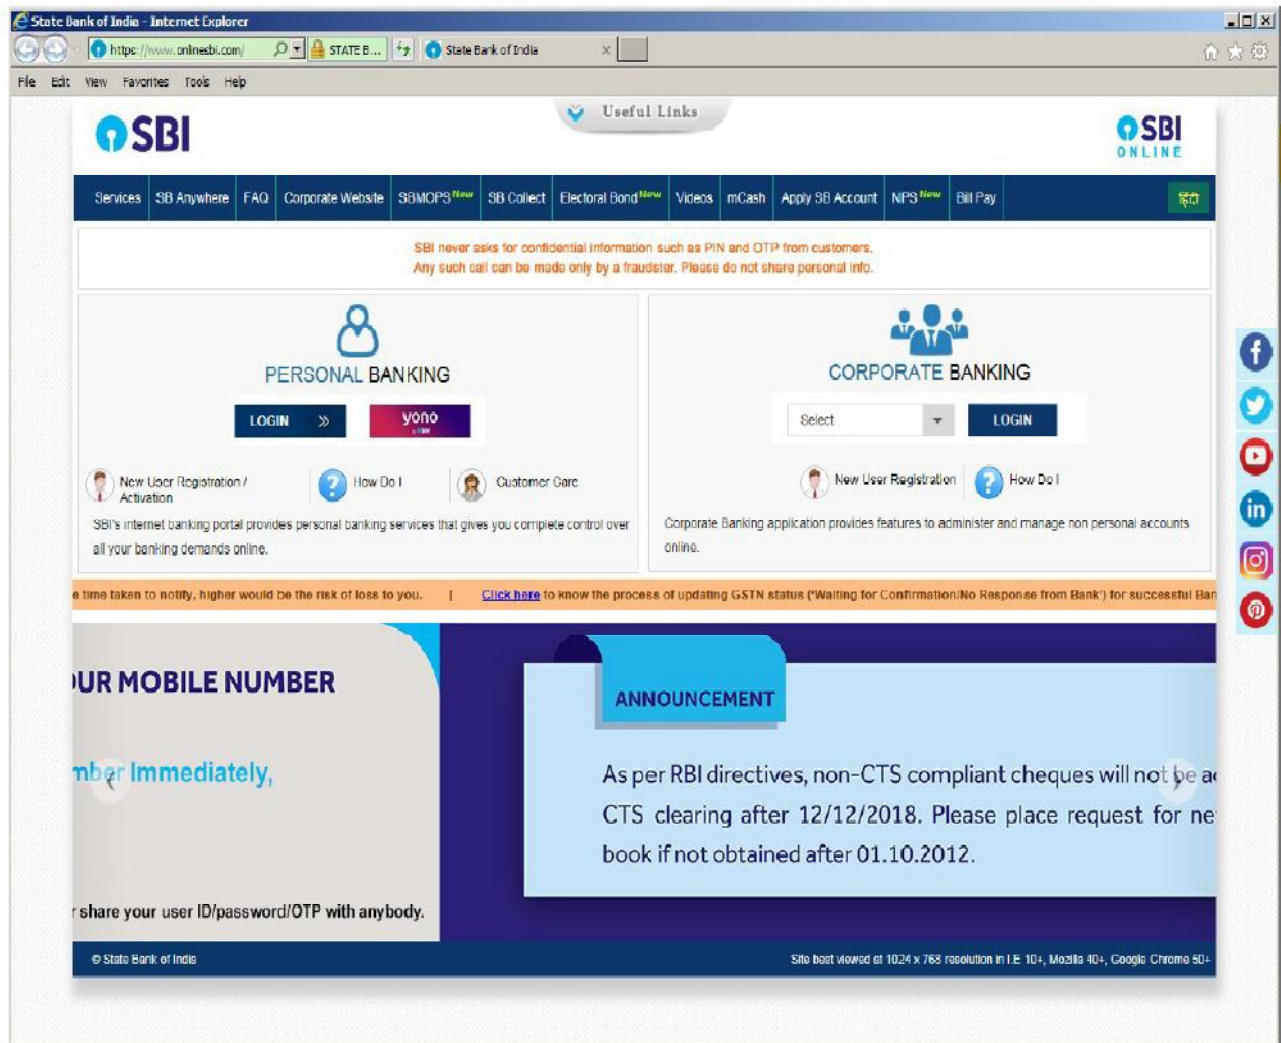 State Bank of India - Internet Explorer
https://www.onlinesbi.com/ STATE B... State Bank of India
File Edit View Favorites Tools Help
Useful Links
SBI
SBI
ONLINE
Services SB Anywhere FAQ Corporate Website SBMOPS New SB Collect Electoral Bond New Videos mCash Apply SB Account NPS New Bill Pay हिंदी
SBI never asks for confidential information such as PIN and OTP from customers.
Any such call can be made only by a fraudster. Please do not share personal info.
PERSONAL BANKING
LOGIN »
yono
New User Registration /
Activation
How Do I
Customer Care
SBI's internet banking portal provides personal banking services that gives you complete control over
all your banking demands online.
CORPORATE BANKING
Select LOGIN
New User Registration How Do I
Corporate Banking application provides features to administer and manage non personal accounts
online.
e time taken to notify, higher would be the risk of loss to you. | Click here to know the process of updating GSTN status ('Waiting for Confirmation/No Response from Bank') for successful Ban
UR MOBILE NUMBER
mber Immediately,
share your user ID/password/OTP with anybody.
ANNOUNCEMENT
As per RBI directives, non-CTS compliant cheques will not be a
CTS clearing after 12/12/2018. Please place request for ne
book if not obtained after 01.10.2012.
© State Bank of India
Site best viewed at 1024 x 768 resolution in I.E 10+, Mozilla 40+, Google Chrome 50+